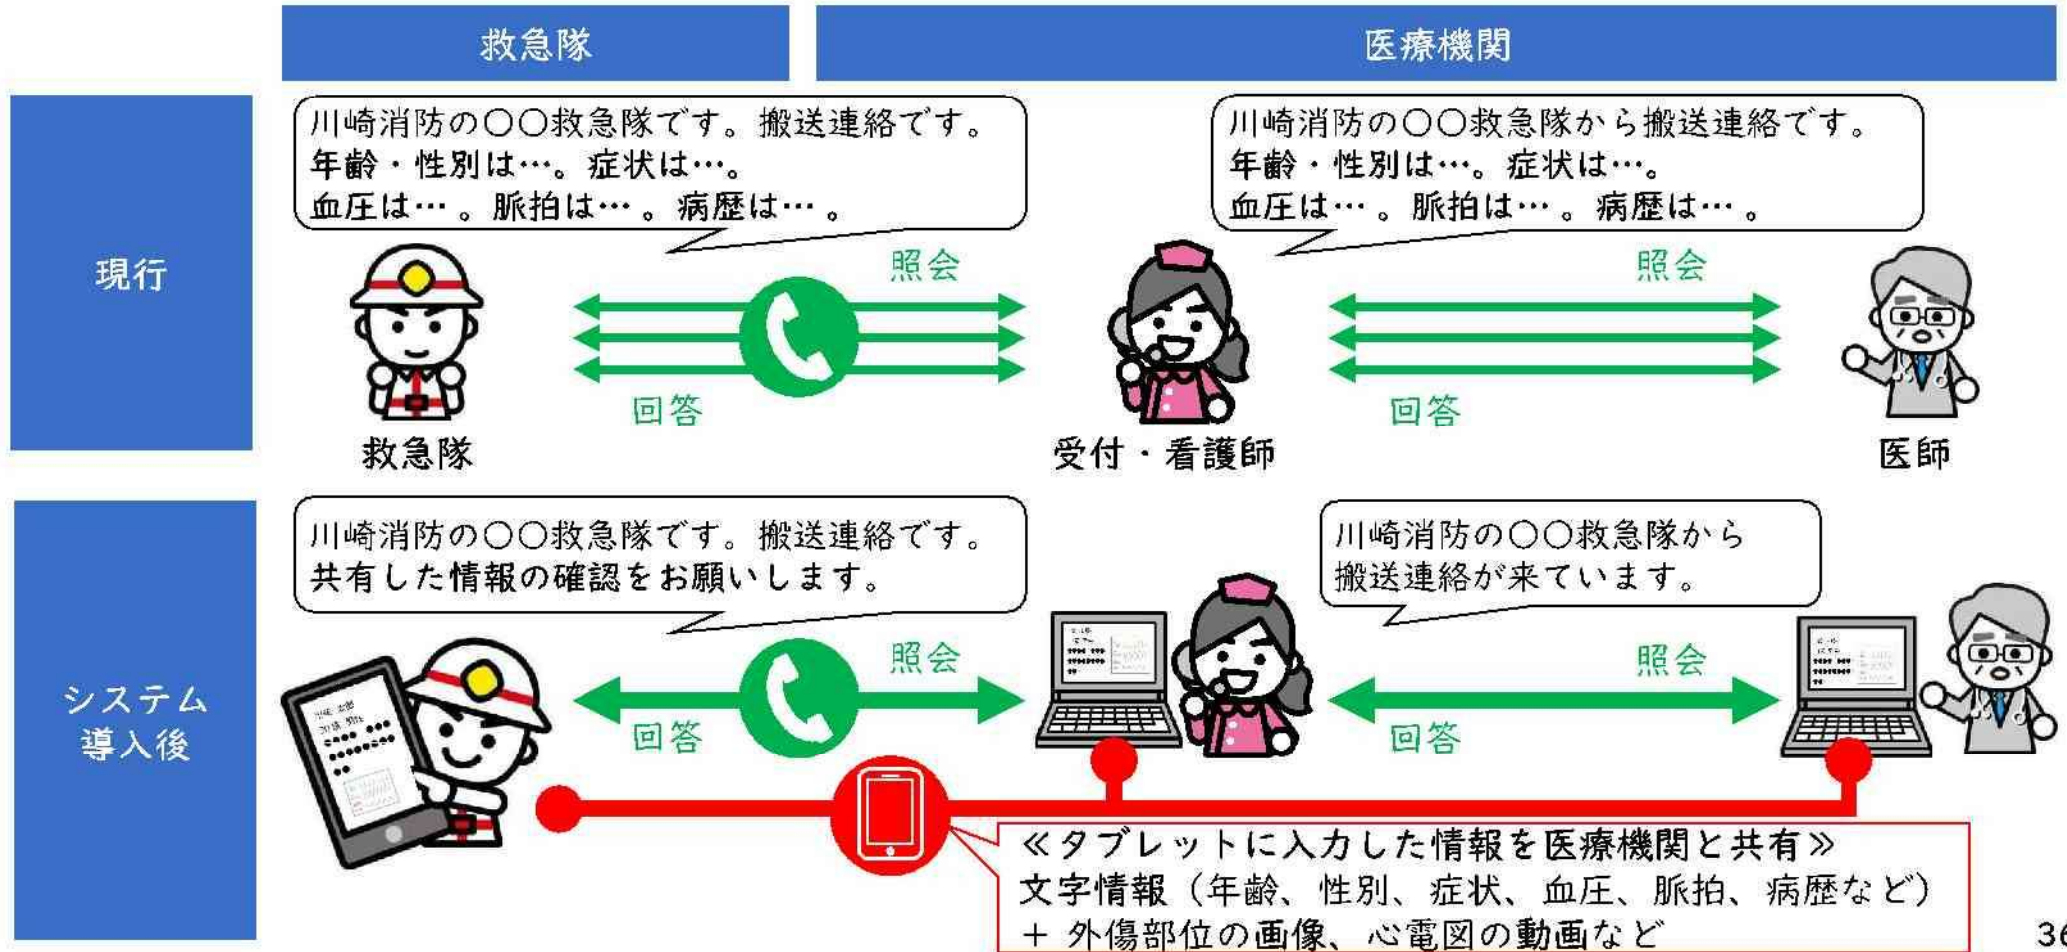 救急隊
医療機関
現行
川崎消防の○○救急隊です。搬送連絡です。
年齢・性別は…。症状は…。
血圧は…。脈拍は…。病歴は…。
川崎消防の○○救急隊から搬送連絡です。
年齢・性別は…。症状は…。
血圧は…。脈拍は…。病歴は…。
照会
照会
回答
回答
救急隊
受付・看護師
医師
システム
導入後
川崎消防の○○救急隊です。搬送連絡です。
共有した情報の確認をお願いします。
川崎消防の○○救急隊から
搬送連絡が来ています。
照会
照会
回答
回答
≪タブレットに入力した情報を医療機関と共有≫
文字情報（年齢、性別、症状、血圧、脈拍、病歴など）
＋ 外傷部位の画像、心電図の動画など